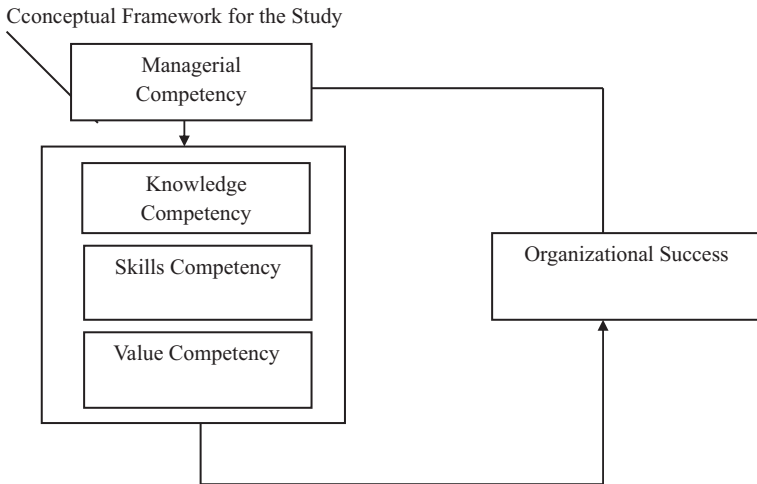 Cconceptual Framework for the Study
Managerial
Competency
Knowledge
Competency
Skills Competency
Value Competency
Organizational Success